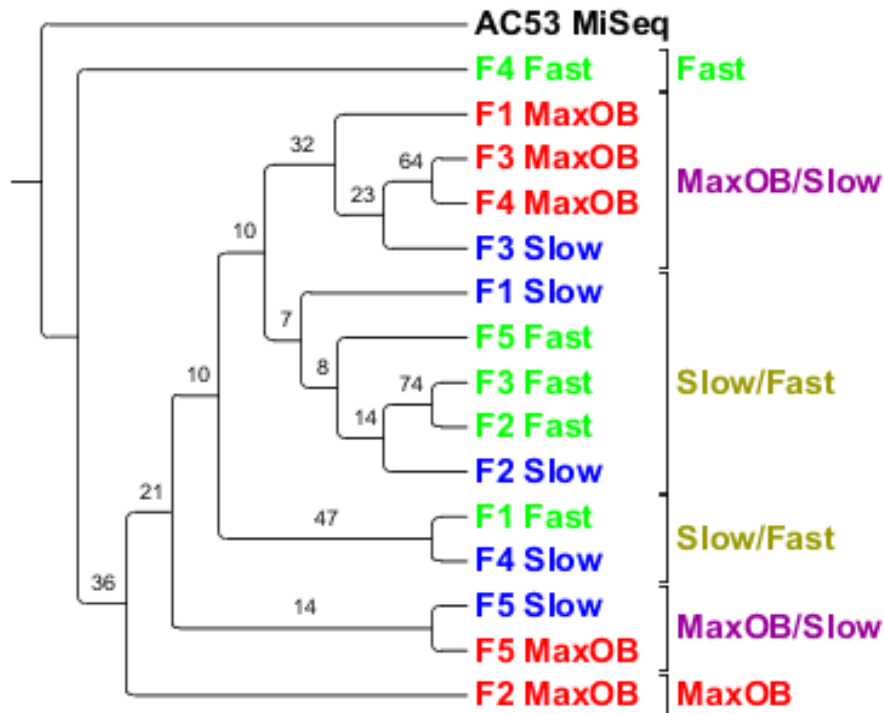 AC53 MiSeq
F4 Fast
Fast
F1 MaxOB
32
F3 MaxOB
64
MaxOB/Slow
23
F4 MaxOB
10
F3 Slow
F1 Slow
7
F5 Fast
8
74
F3 Fast
Slow/Fast
10
14
F2 Fast
F2 Slow
21
47
F1 Fast
Slow/Fast
F4 Slow
36
14
F5 Slow
MaxOB/Slow
F5 MaxOB
F2 MaxOB
MaxOB